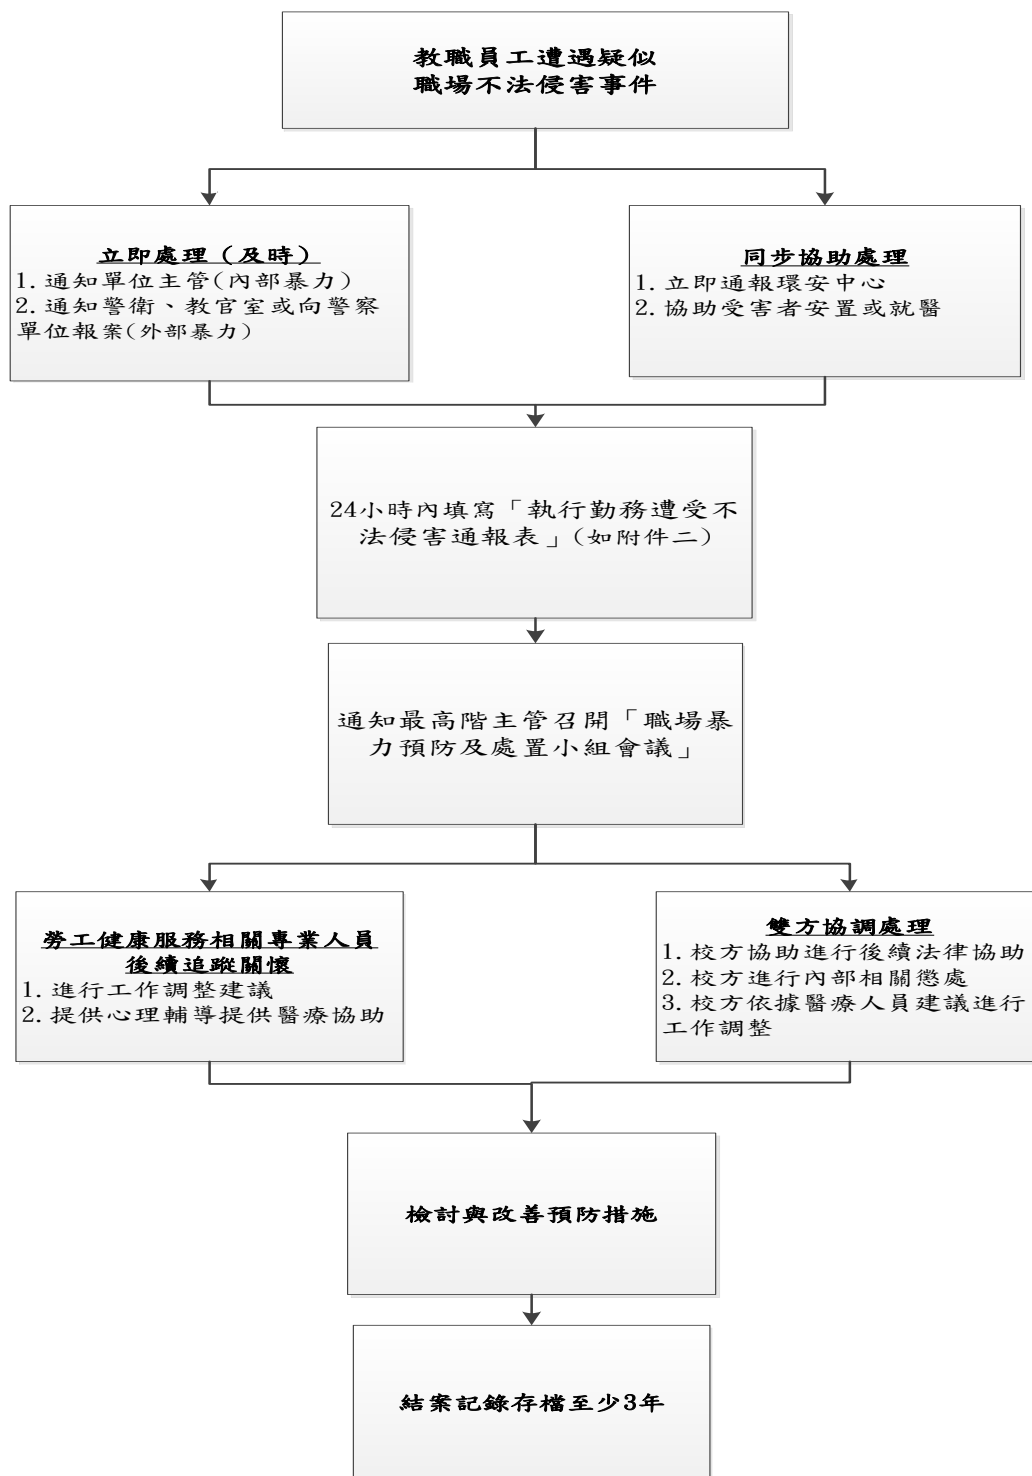 教職員工遭遇疑似
職場不法侵害事件
立即處理（及時）
1. 通知單位主管(內部暴力)
2. 通知警衛、教官室或向警察
單位報案(外部暴力)
同步協助處理
1. 立即通報環安中心
2. 協助受害者安置或就醫
24小時內填寫「執行勤務遭受不
法侵害通報表」(如附件二)
通知最高階主管召開「職場暴
力預防及處置小組會議」
勞工健康服務相關專業人員
後續追蹤關懷
1. 進行工作調整建議
2. 提供心理輔導提供醫療協助
雙方協調處理
1. 校方協助進行後續法律協助
2. 校方進行內部相關懲處
3. 校方依據醫療人員建議進行
工作調整
檢討與改善預防措施
結案記錄存檔至少3年